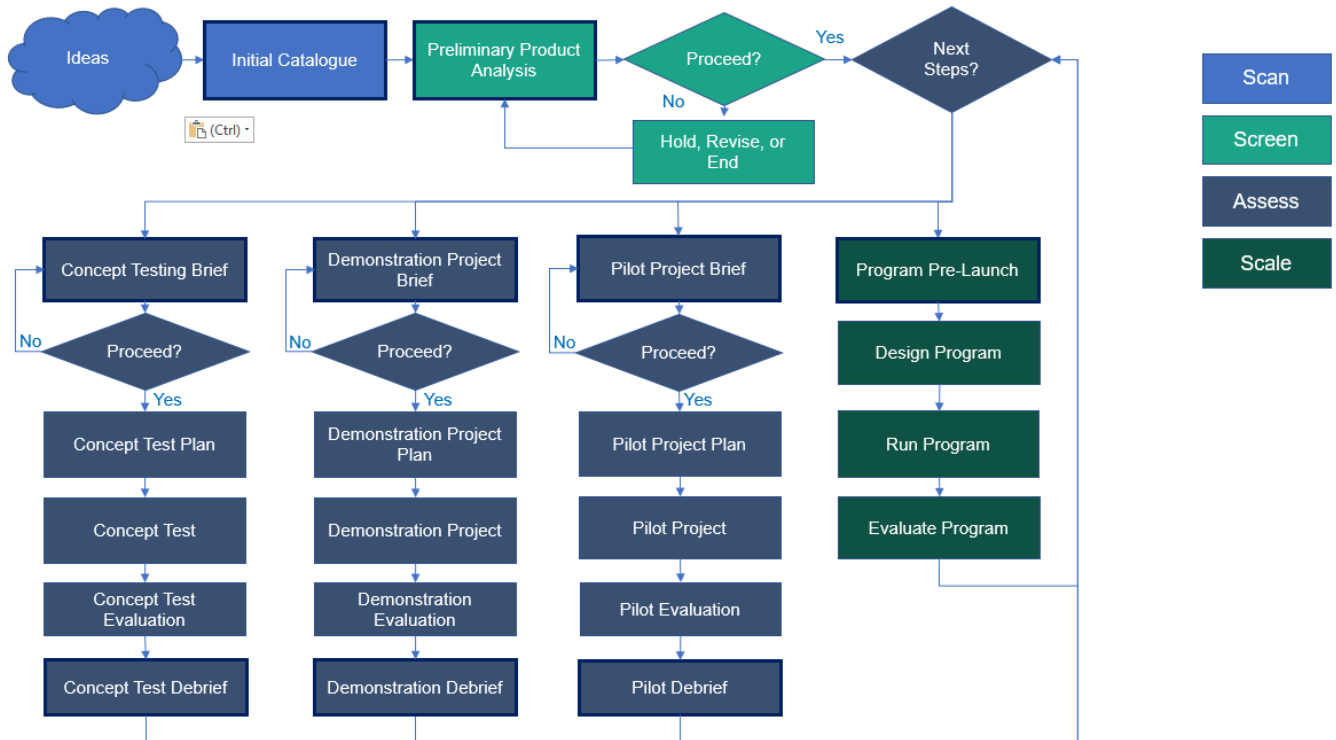 Ideas
Initial Catalogue
Preliminary Product
Analysis
Proceed?
Yes
Next
Steps?
No
Hold, Revise, or
End
(Ctrl)
Scan
Screen
Assess
Scale
Concept Testing Brief
Demonstration Project
Brief
Pilot Project Brief
Program Pre-Launch
No
Proceed?
No
Proceed?
No
Proceed?
Design Program
Yes
Yes
Yes
Concept Test Plan
Demonstration Project
Plan
Pilot Project Plan
Run Program
Concept Test
Demonstration Project
Pilot Project
Evaluate Program
Concept Test
Evaluation
Demonstration
Evaluation
Pilot Evaluation
Concept Test Debrief
Demonstration Debrief
Pilot Debrief